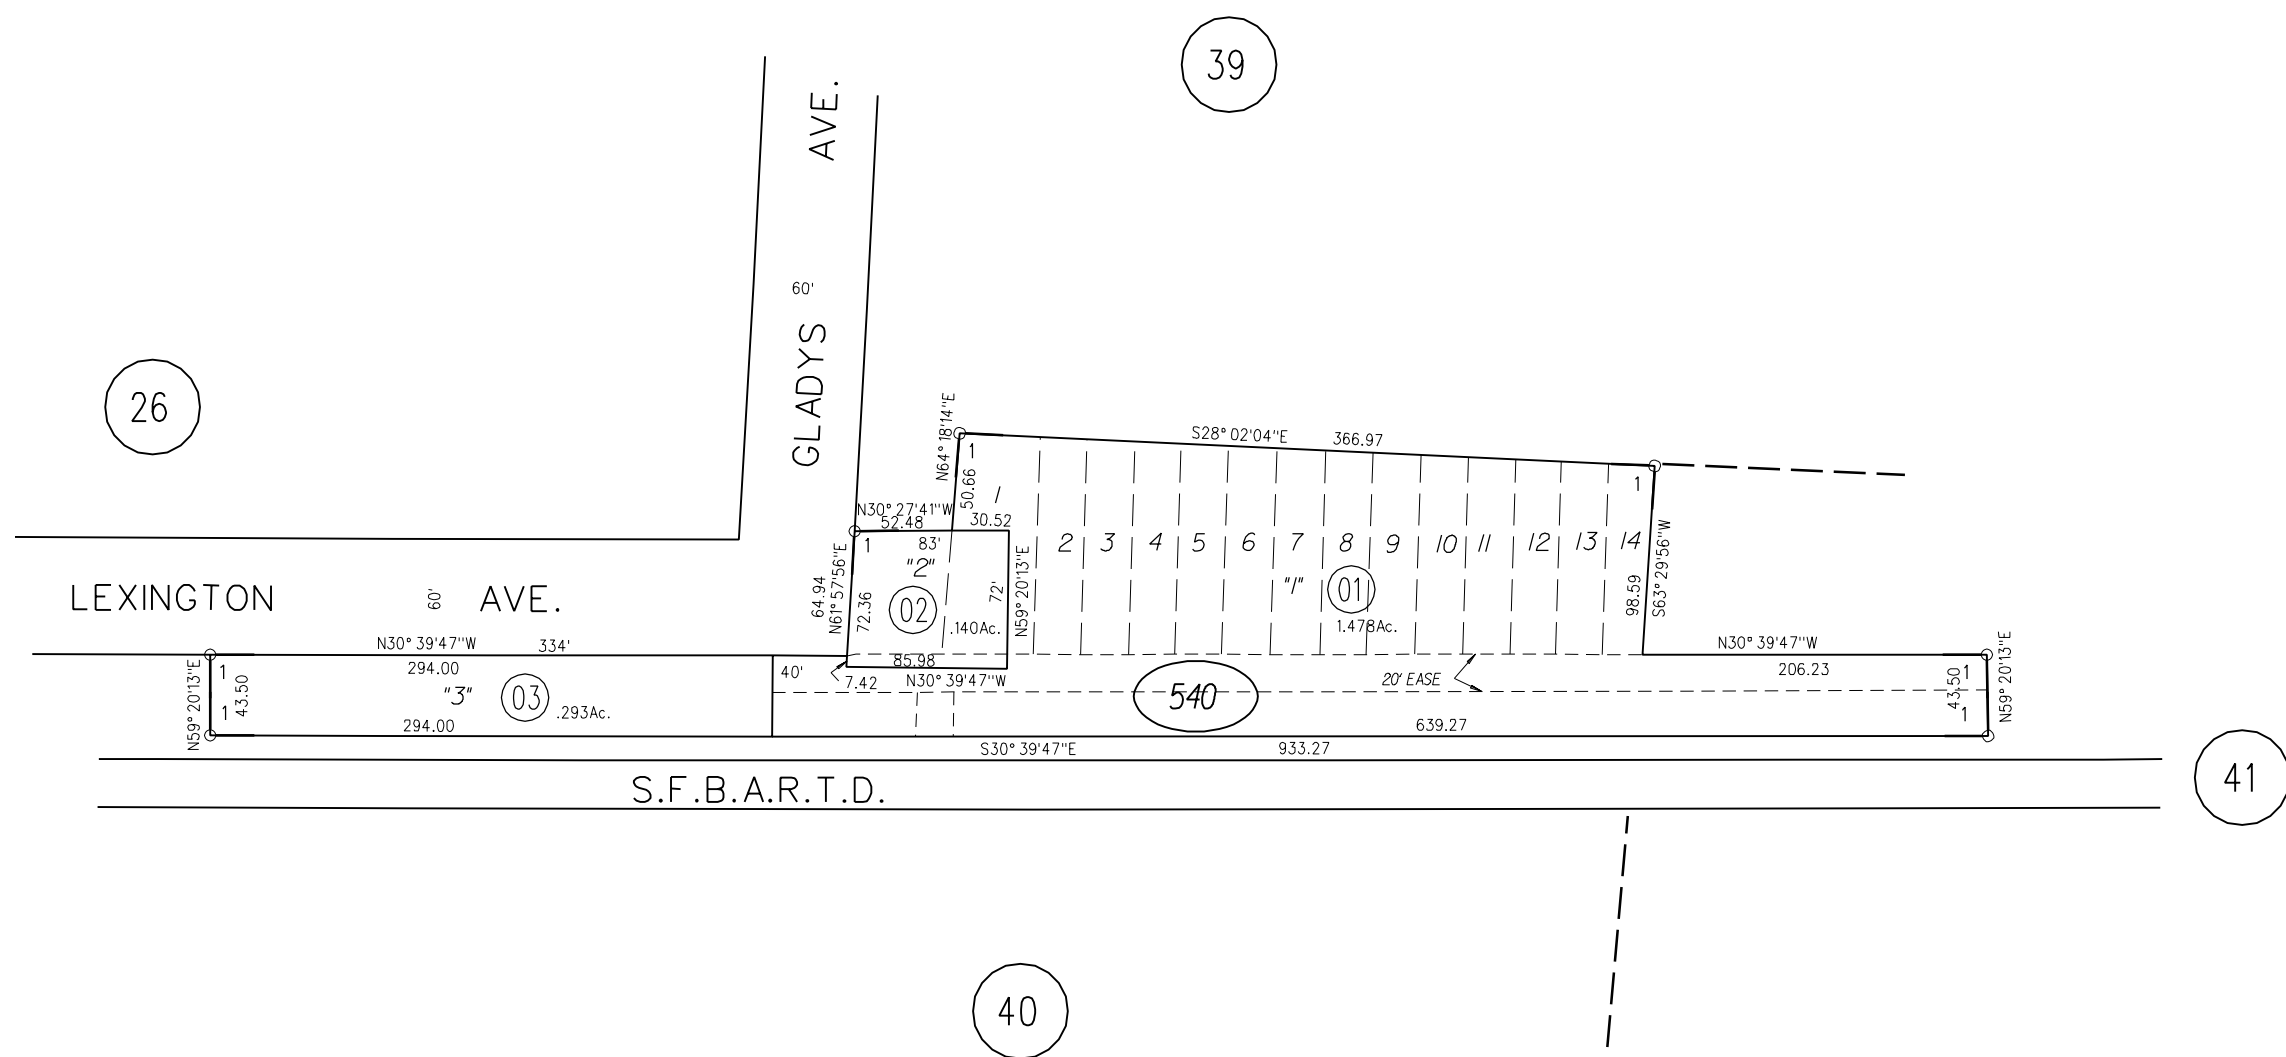 39
26
41
40
GLADYS AVE.
60'
LEXINGTON AVE.
60'
S.F.B.A.R.T.D.
N64° 18'14"E
50.66
1
S28° 02'04"E 366.97
1
N30° 27'41"W
52.48
30.52
1
83'
"2"
02
.140Ac.
72'
N59° 20'13"E
64.94
N61° 57'56"E
72.36
85.98
N30° 39'47"W
7.42
40'
1
2 3 4 5 6 7 8 9 10 11 12 13 14
"1"
01
1.478Ac.
98.59
S63° 29'56"W
N30° 39'47"W
206.23
N59° 20'13"E
43.50
1
1
20' EASE
540
639.27
N30° 39'47"W
334'
294.00
N59° 20'13"E
43.50
1
1
"3"
03
.293Ac.
294.00
S30° 39'47"E 933.27